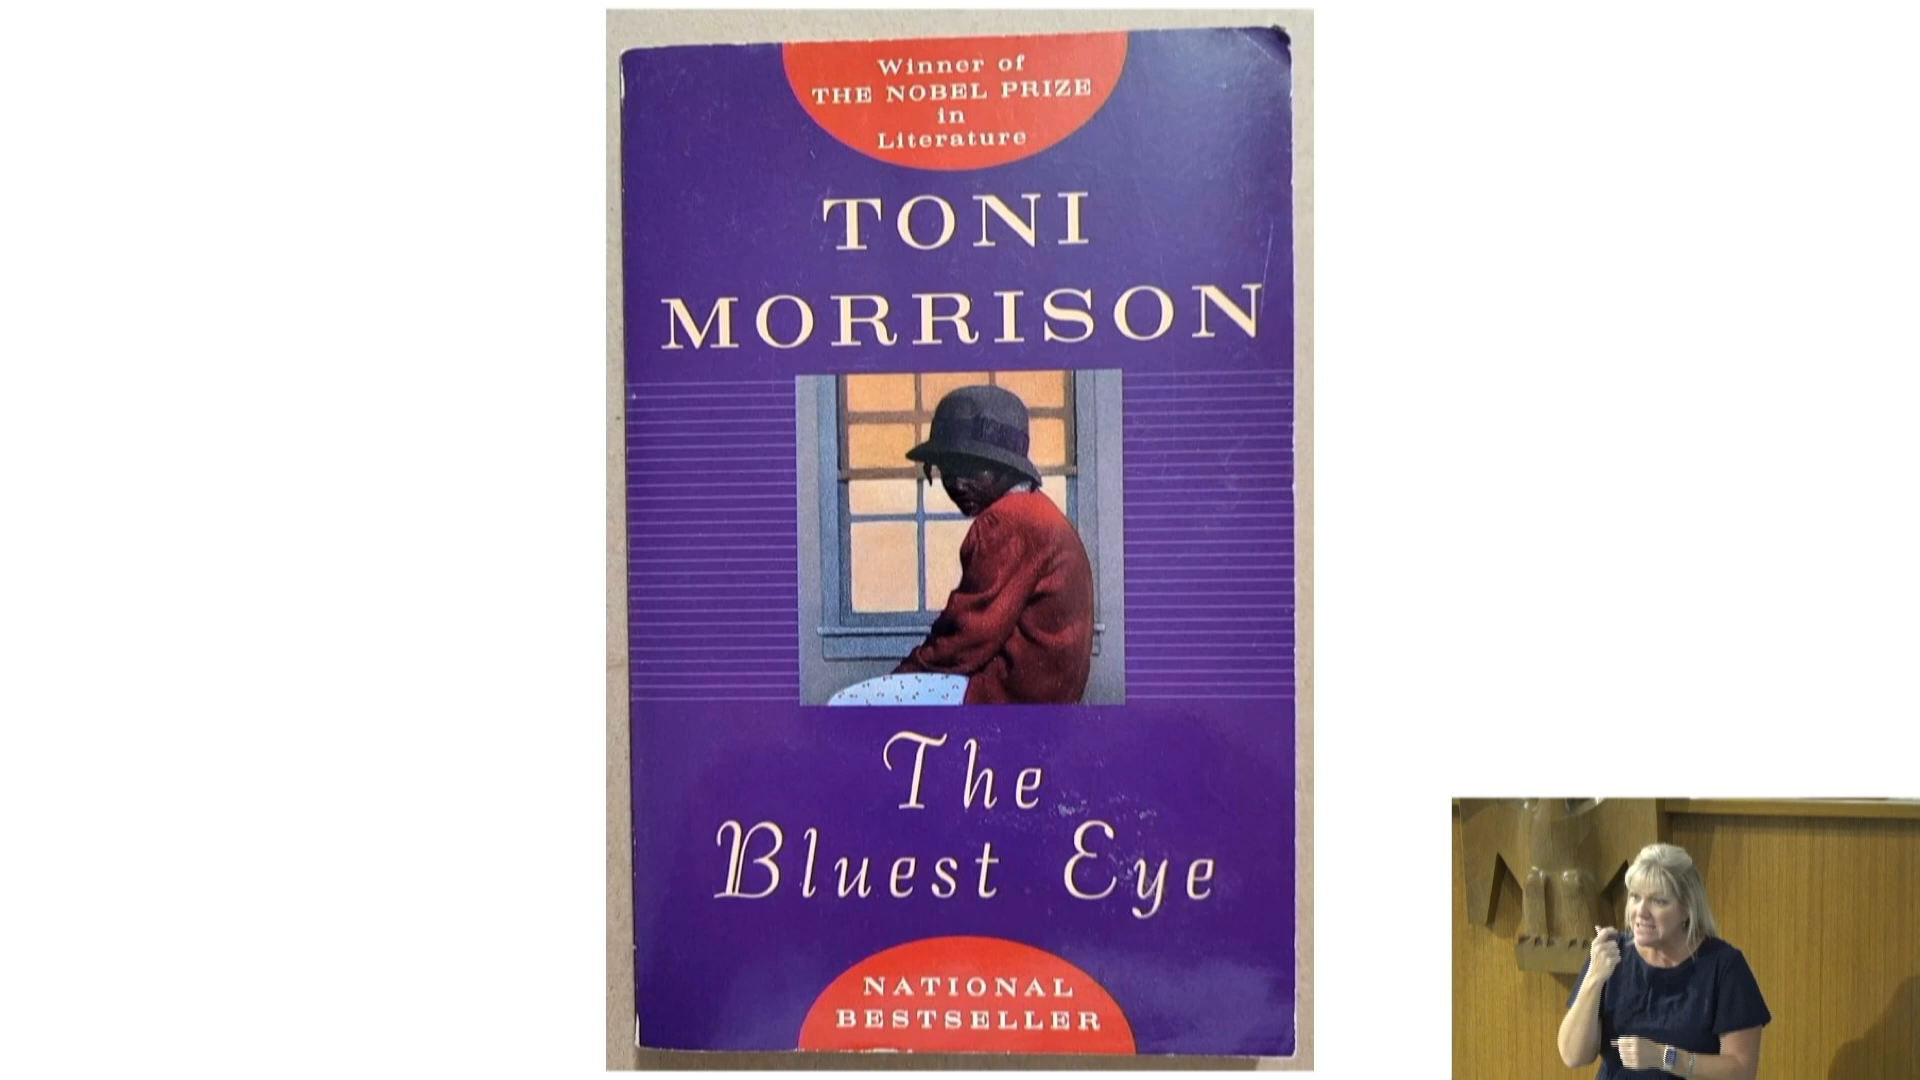 Winner of
THE NOBEL PRIZE
in
Literature
TONI
MORRISON
The
Bluest Eye
NATIONAL
BESTSELLER